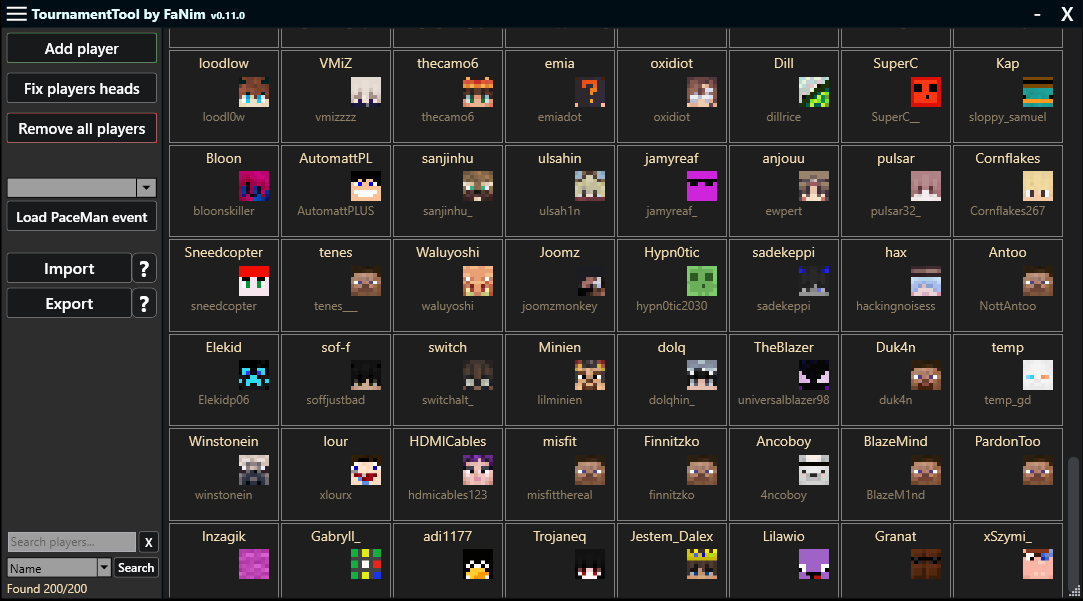 TournamentTool by FaNim v0.11.0
- X
Add player
Fix players heads
Remove all players
Load PaceMan event
Import ?
Export ?
Search players... X
Name Search
Found 200/200
loodlow VMiZ thecamo6 emia oxidiot Dill SuperC Kap
loodl0w vmizzzz thecamo6 emiadot oxidiot dillrice SuperC__ sloppy_samuel
Bloon AutomattPL sanjinhu ulsahin jamyreaf anjouu pulsar Cornflakes
bloonskiller AutomattPLUS sanjinhu_ ulsah1n jamyreaf_ ewpert pulsar32_ Cornflakes267
Sneedcopter tenes Waluyoshi Joomz Hypn0tic sadekeppi hax Antoo
sneedcopter tenes___ waluyoshi joomzmonkey hypn0tic2030 sadekeppi hackingnoisess NottAntoo
Elekid sof-f switch Minien dolq TheBlazer Duk4n temp
Elekidp06 soffjustbad switchalt_ lilminien dolqhin_ universalblazer98 duk4n temp_gd
Winstonein lour HDMICables misfit Finnitzko Ancoboy BlazeMind PardonToo
winstonein xlourx hdmicables123 misfitthereal finnitzko 4ncoboy BlazeM1nd
Inzagik Gabryll_ adi1177 Trojaneq Jestem_Dalex Lilawio Granat xSzymi_